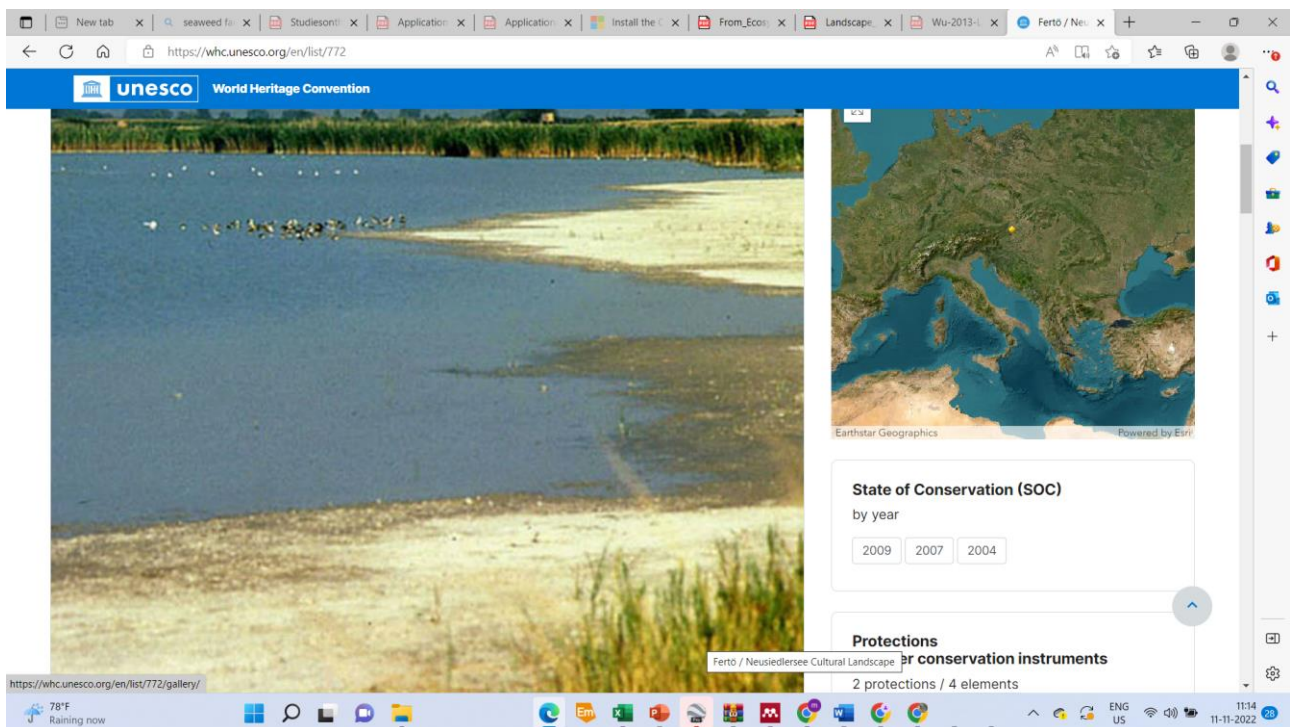 New tab
seaweed fa
Studiesont
Application
Application
Install the C
From_Ecos
Landscape_
Wu-2013-L
Fertö / Neu
https://whc.unesco.org/en/list/772
unesco
World Heritage Convention
Earthstar Geographics
Powered by Esri
State of Conservation (SOC)
by year
2009
2007
2004
Protections
er conservation instruments
2 protections / 4 elements
Fertö / Neusiedlersee Cultural Landscape
https://whc.unesco.org/en/list/772/gallery/
78°F
Raining now
Em
ENG
US
11:14
11-11-2022
28